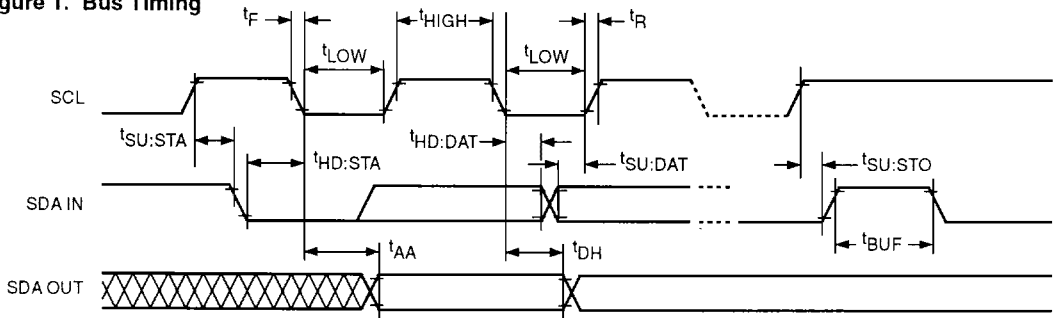 Figure 1. Bus Timing
tF
tHIGH
tR
tLOW
tLOW
SCL
tSU:STA
tHD:STA
tHD:DAT
tSU:DAT
tSU:STO
SDA IN
tBUF
tAA
tDH
SDA OUT